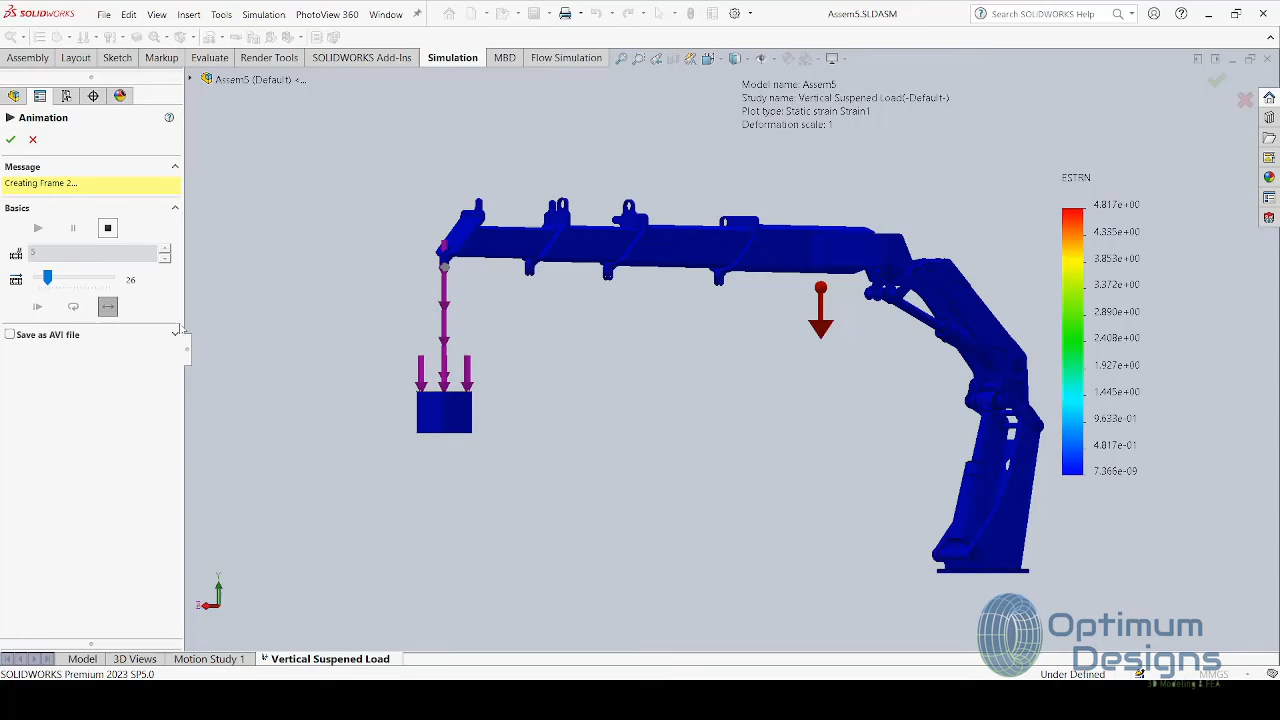 SOLIDWORKS
File Edit View Insert Tools Simulation PhotoView 360 Window
Assem5.SLDASM
Search SOLIDWORKS Help
Assembly Layout Sketch Markup Evaluate Render Tools SOLIDWORKS Add-Ins Simulation MBD Flow Simulation
Assem5 (Default) <...
Animation
Message
Creating Frame 2...
Basics
5
26
Save as AVI file
Model name: Assem5
Study name: Vertical Suspened Load(-Default-)
Plot type: Static strain Strain1
Deformation scale: 1
ESTRN
4.817e+00
4.335e+00
3.853e+00
3.372e+00
2.890e+00
2.408e+00
1.927e+00
1.445e+00
9.633e-01
4.817e-01
7.366e-09
Y
Z
Optimum
Designs
3D Modeling & FEA
Model 3D Views Motion Study 1 Vertical Suspened Load
SOLIDWORKS Premium 2023 SP5.0
Under Defined
MMGS